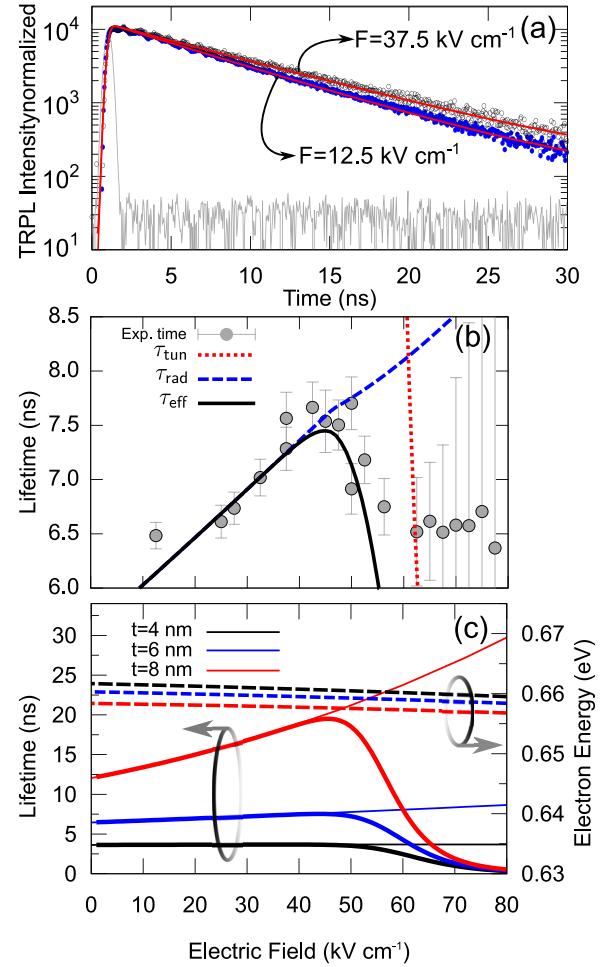 (a)
F=37.5 kV cm⁻¹
F=12.5 kV cm⁻¹
TRPL Intensitynormalized
10⁴
10³
10²
10¹
0 5 10 15 20 25 30
Time (ns)
(b)
Exp. time
τtun
τrad
τeff
Lifetime (ns)
8.5
8.0
7.5
7.0
6.5
6.0
(c)
t=4 nm
t=6 nm
t=8 nm
Lifetime (ns)
30
25
20
15
10
5
0
0.67
0.66
0.65
0.64
0.63
Electron Energy (eV)
0 10 20 30 40 50 60 70 80
Electric Field (kV cm⁻¹)